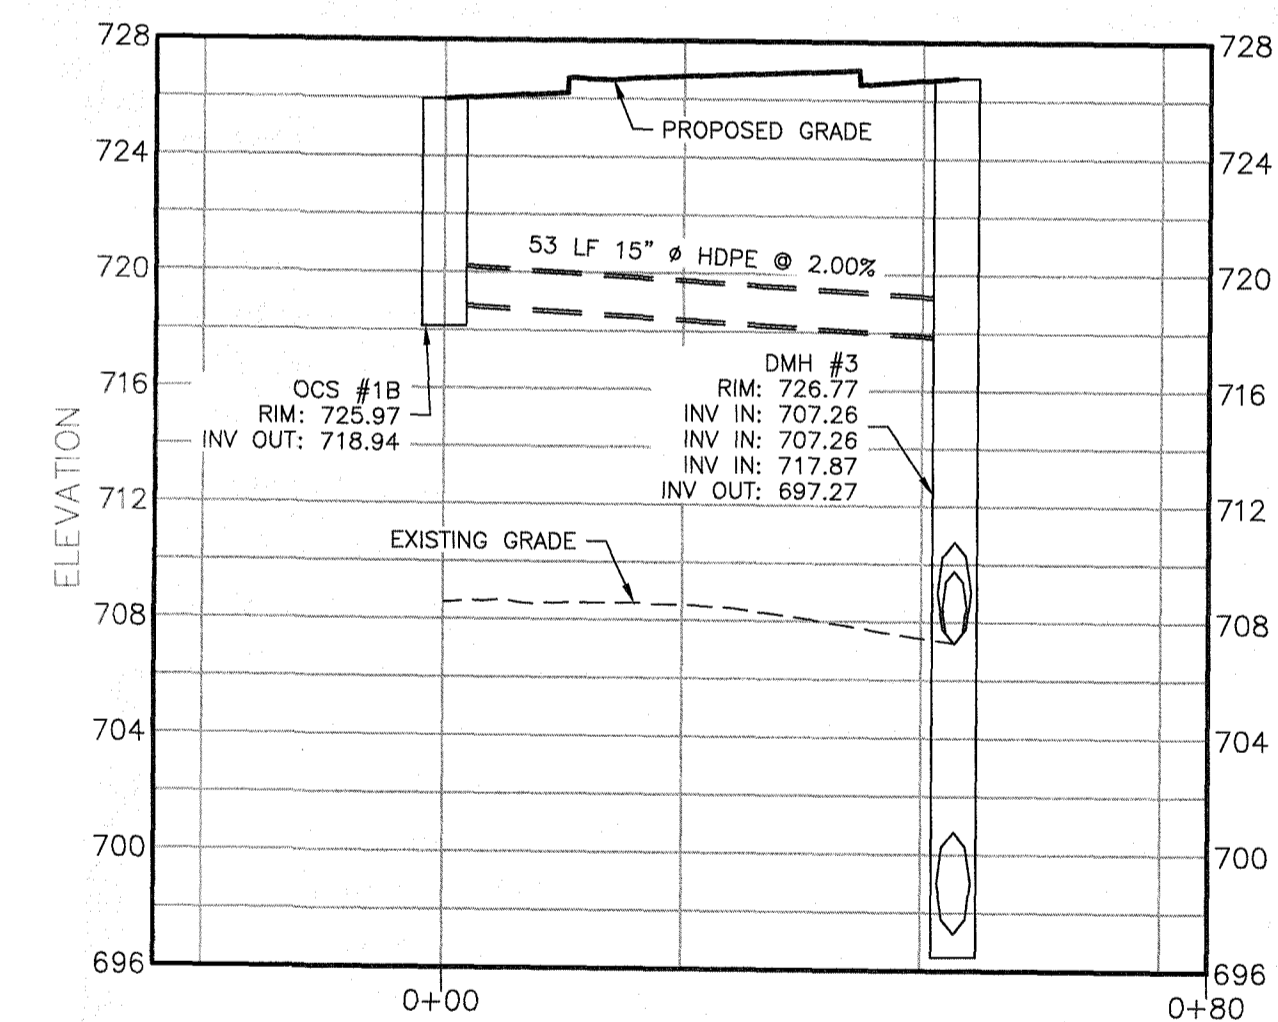 728
728
PROPOSED GRADE
724
724
53 LF 15" ø HDPE @ 2.00%
720
720
DMH #3
RIM: 726.77
INV IN: 707.26
INV IN: 707.26
INV IN: 717.87
INV OUT: 697.27
716
716
OCS #1B
RIM: 725.97
INV OUT: 718.94
ELEVATION
712
712
EXISTING GRADE
708
708
704
704
700
700
696
696
0+00
0+80